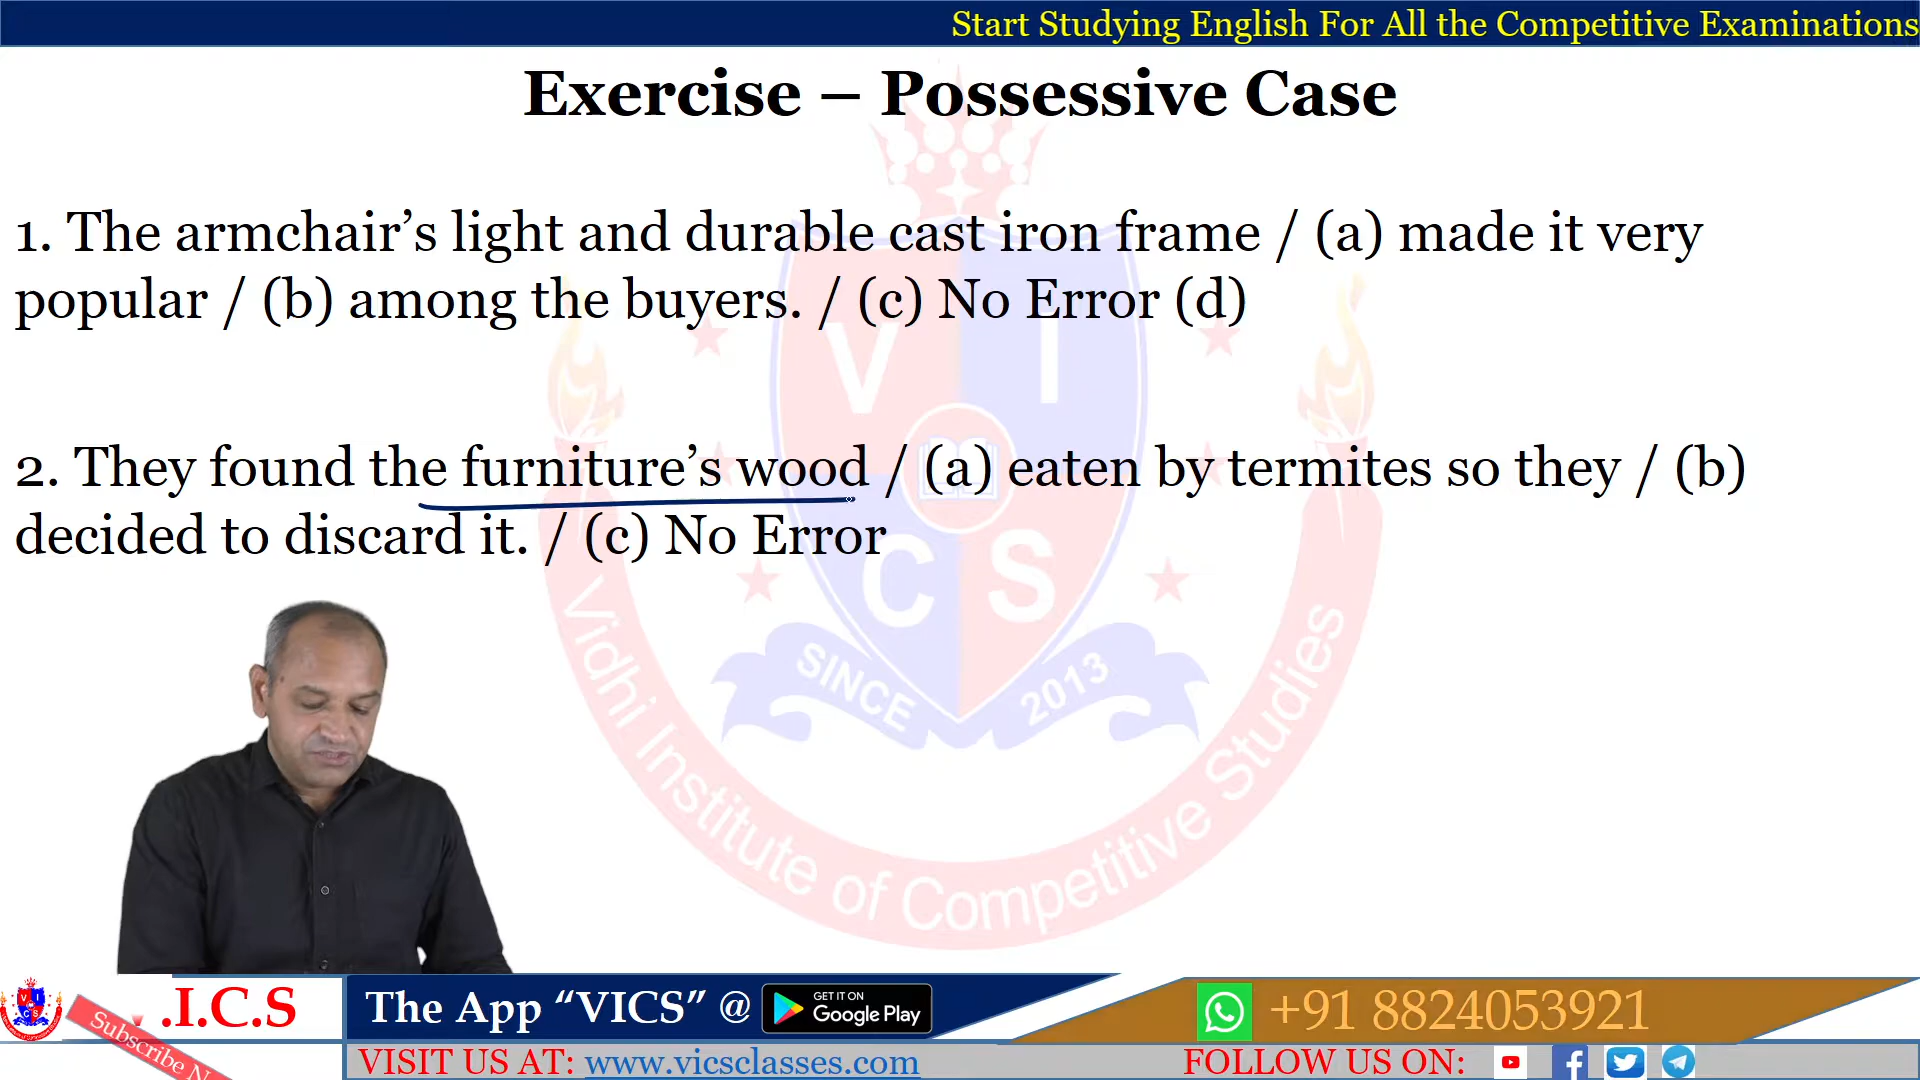 Start Studying English For All the Competitive Examinations
Exercise – Possessive Case
1. The armchair’s light and durable cast iron frame / (a) made it very
popular / (b) among the buyers. / (c) No Error (d)
2. They found the furniture’s wood / (a) eaten by termites so they / (b)
decided to discard it. / (c) No Error
V I
C S
SINCE 2013
Vidhi Institute of Competitive Studies
.I.C.S
Subscribe N
The App “VICS” @
GET IT ON
Google Play
+91 8824053921
VISIT US AT: www.vicsclasses.com
FOLLOW US ON: